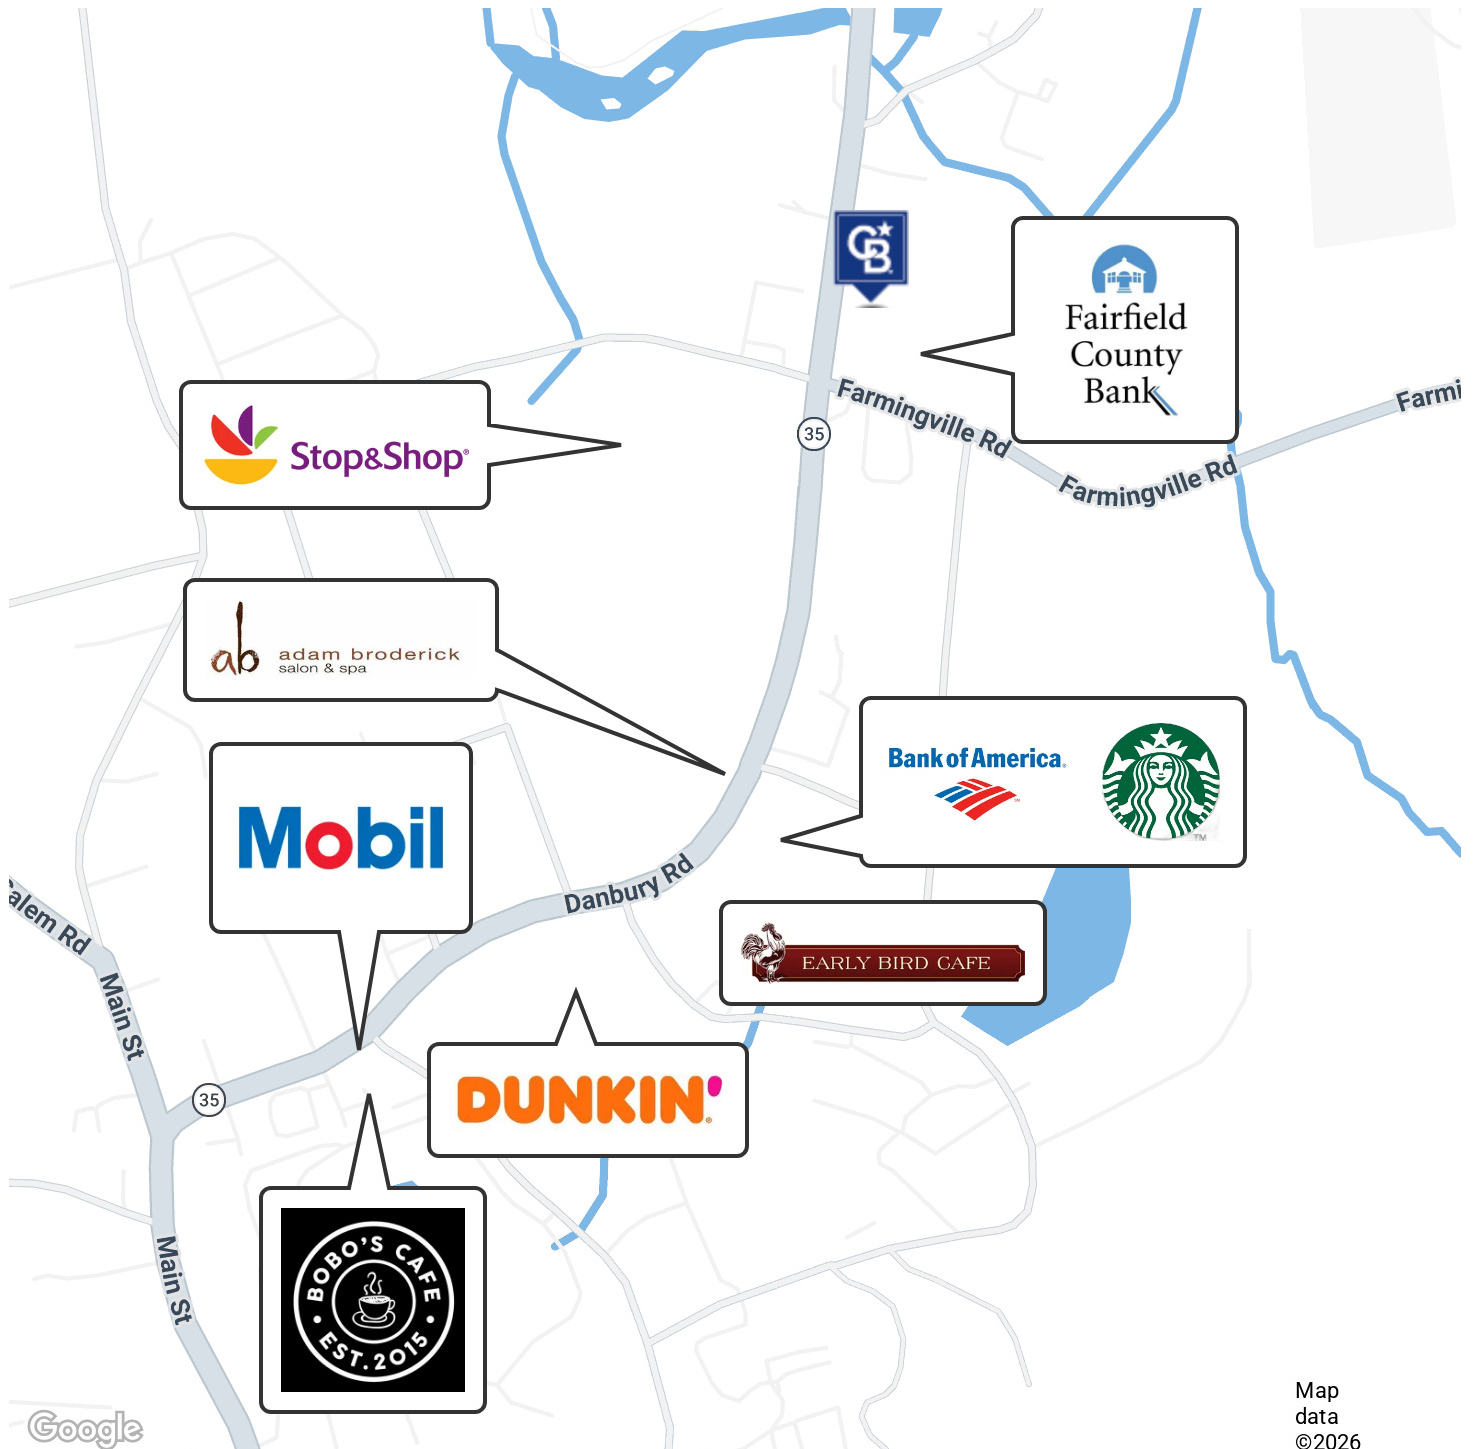 CB
Fairfield
County
Bank
Farmingville Rd
Farmi
35
Stop&Shop®
Farmingville Rd
ab
adam broderick
salon & spa
Bank of America
TM
Mobil
Danbury Rd
alem Rd
EARLY BIRD CAFE
Main St
35
DUNKIN'
Main St
BOBO'S CAFE
EST. 2015
Map
data
©2026
Google